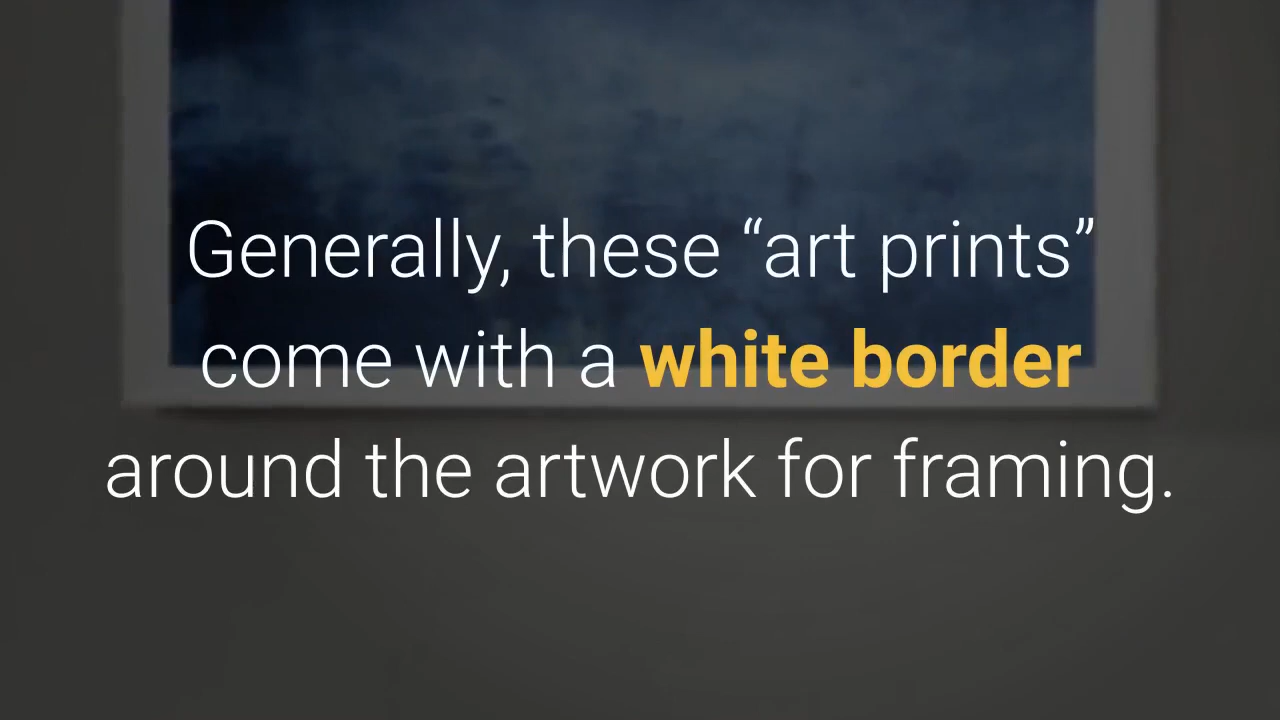 Generally, these “art prints”
come with a white border
around the artwork for framing.